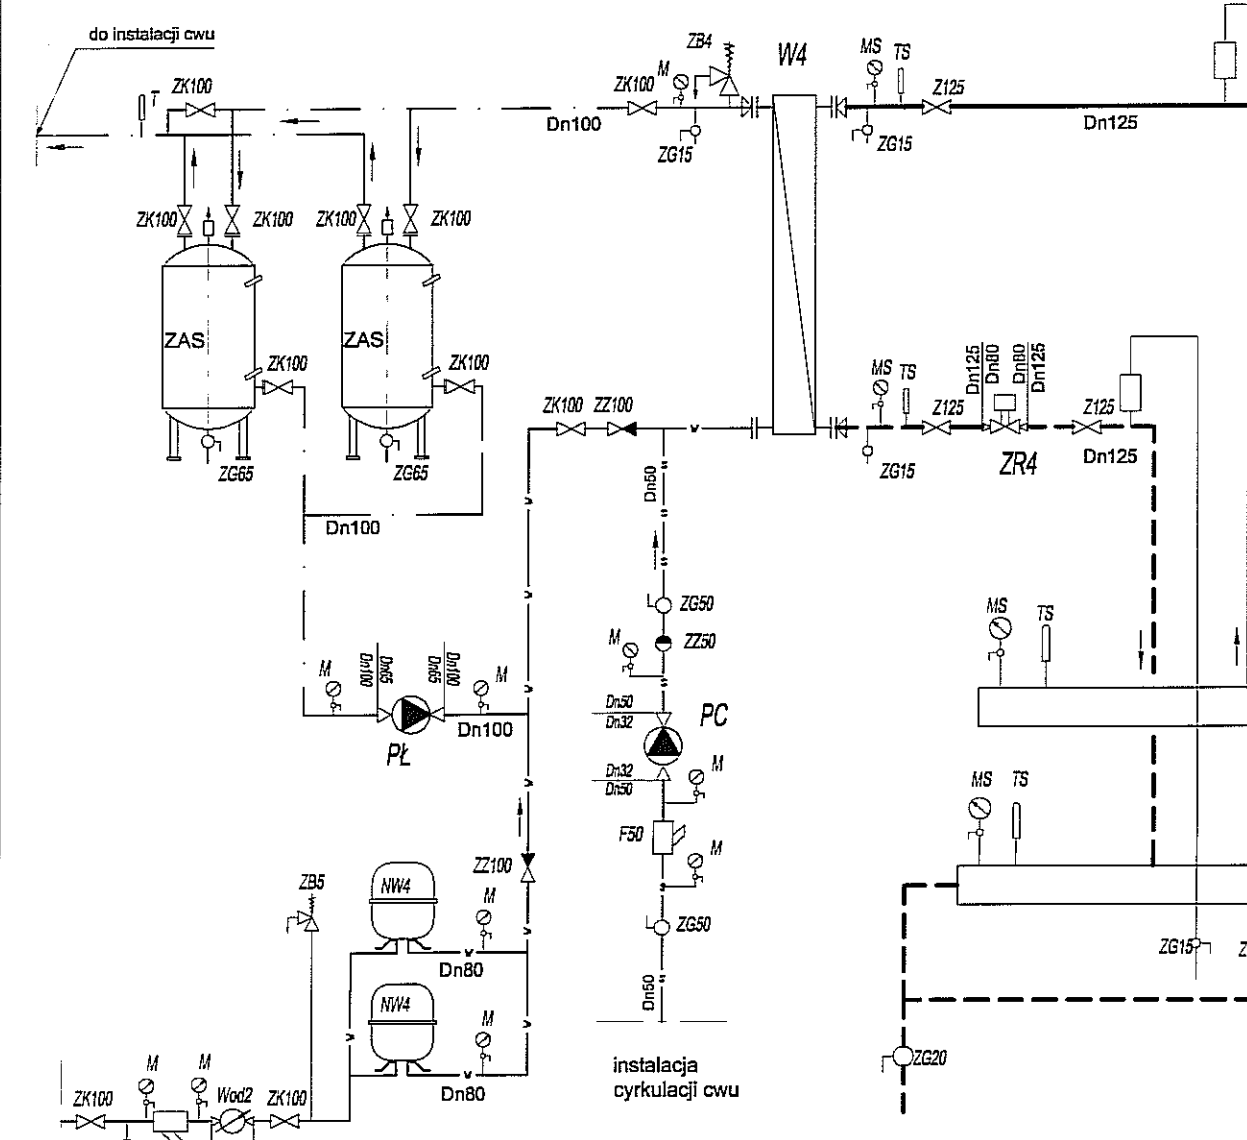 do instalacji cwu
ZK100
T
ZK100
M
ZB4
W4
MS
TS
Z125
Dn100
Dn125
ZG15
ZG15
ZK100
ZK100
ZK100
ZK100
ZAS
ZAS
ZK100
ZK100
ZG65
ZG65
Dn100
ZK100
ZZ100
MS
TS
Z125
Dn125
Dn80
Dn80
Dn125
Z125
ZG15
ZR4
Dn125
Dn50
ZG50
M
ZZ50
MS
TS
M
Dn100
Dn65
Dn65
Dn100
M
Dn50
Dn32
PC
Dn100
PŁ
Dn32
Dn50
M
MS
TS
F50
M
ZZ100
ZB5
NW4
M
ZG50
Dn80
ZG15
Z
Dn50
NW4
M
Dn80
instalacja
cyrkulacji cwu
ZG20
ZK100
M
M
Wod2
ZK100